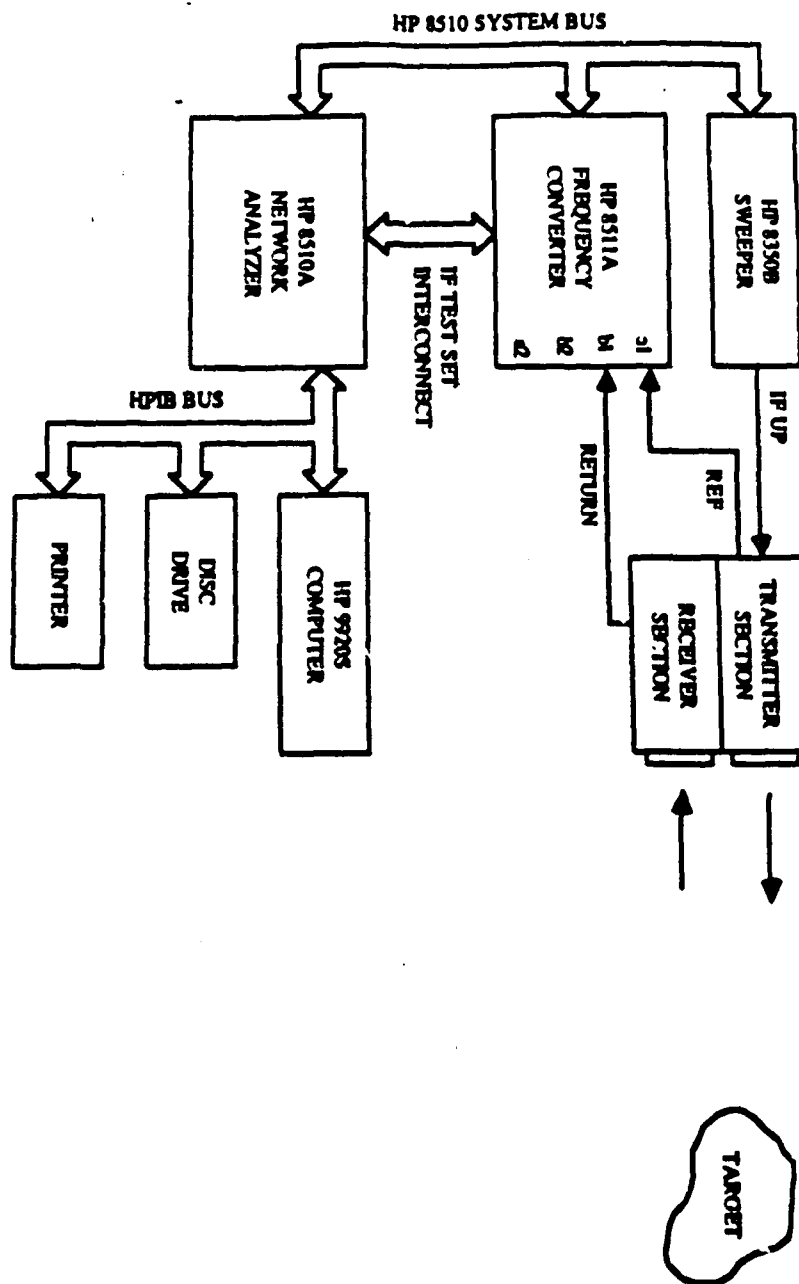 HP 8510 SYSTEM BUS
HP 8350B
SWEEPER
IF UP
TRANSMITTER
SECTION
RECEIVER
SECTION
TARGET
HP 8511A
FREQUENCY
CONVERTER
a1
b1
b2
a2
REF
RETURN
IF TEST SET
INTERCONNECT
HP 8510A
NETWORK
ANALYZER
HPIB BUS
HP 9920S
COMPUTER
DISC
DRIVE
PRINTER